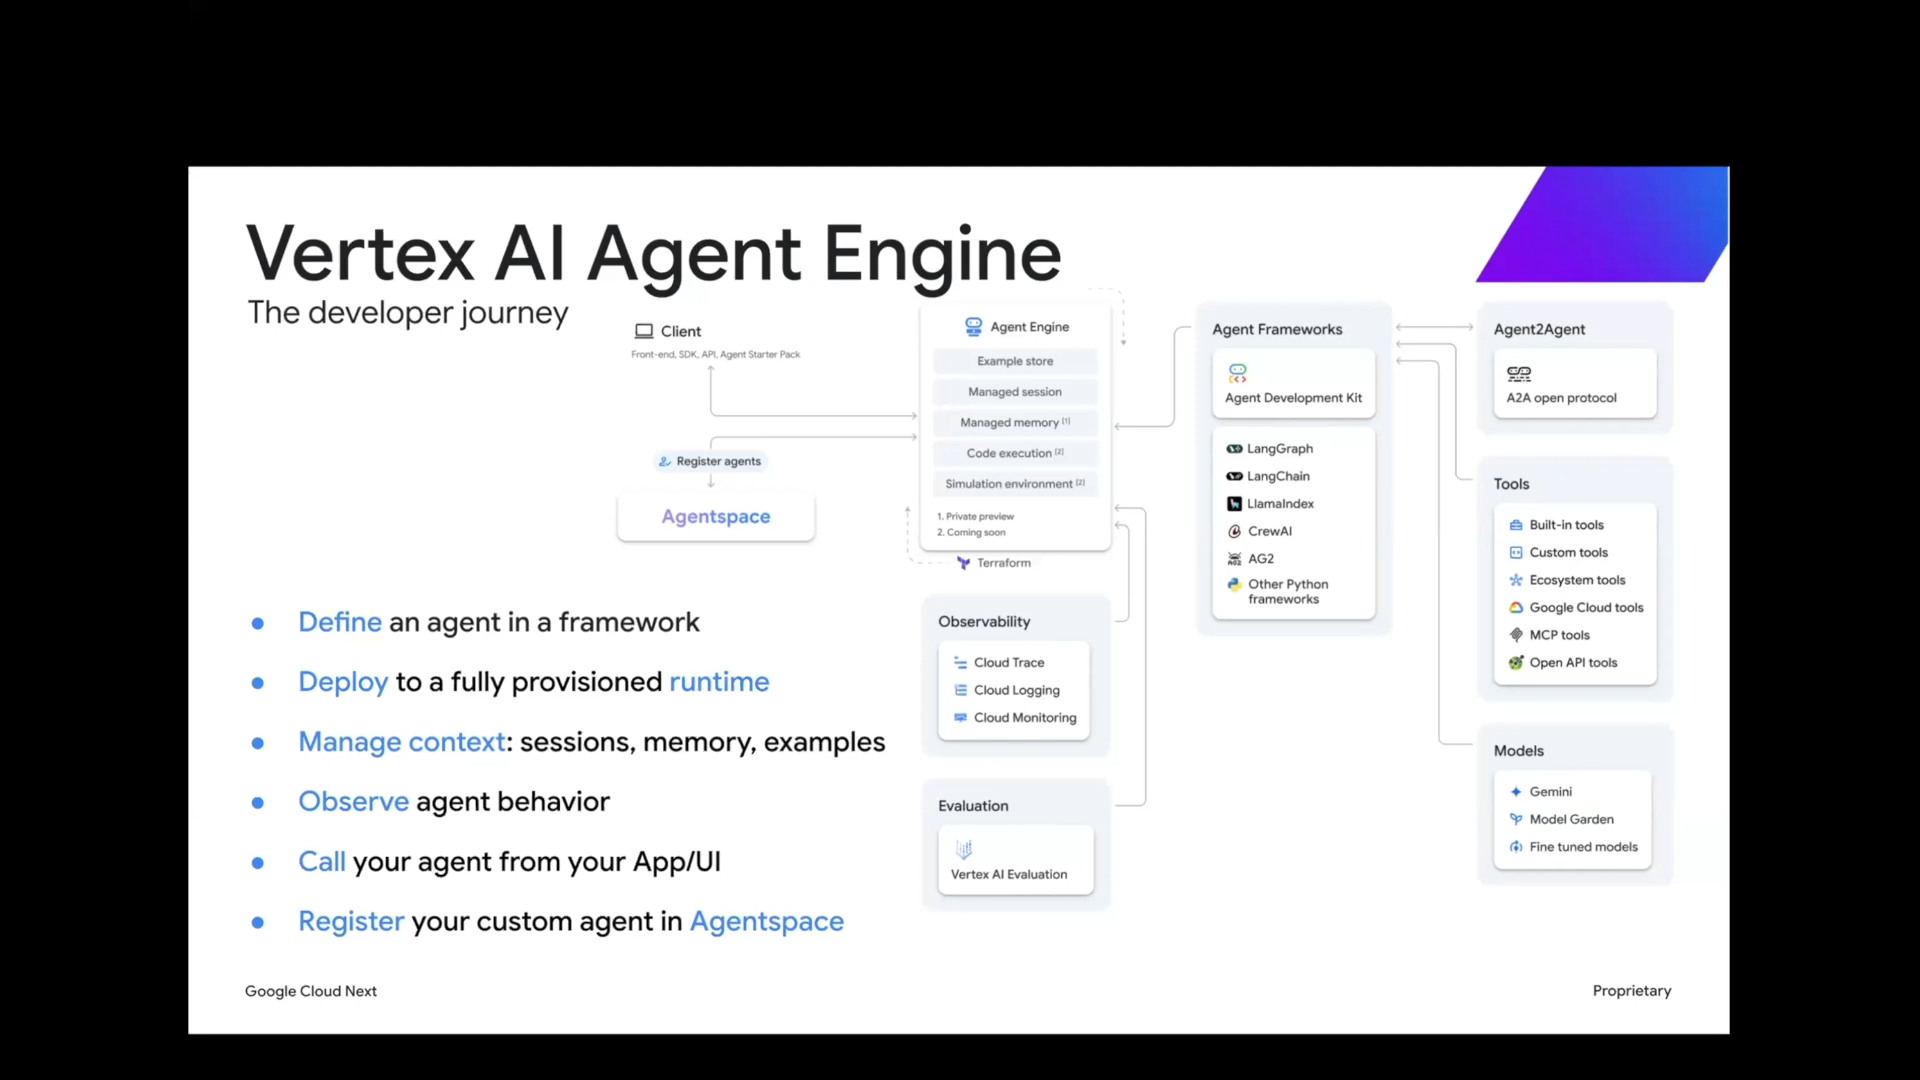 Vertex AI Agent Engine
The developer journey
Client
Front-end, SDK, API, Agent Starter Pack
Register agents
Agentspace
Agent Engine
Example store
Managed session
Managed memory [1]
Code execution [2]
Simulation environment [2]
1. Private preview
2. Coming soon
Terraform
Observability
Cloud Trace
Cloud Logging
Cloud Monitoring
Evaluation
Vertex AI Evaluation
Agent Frameworks
Agent Development Kit
LangGraph
LangChain
LlamaIndex
CrewAI
AG2
AG2
Other Python
frameworks
Agent2Agent
A2A open protocol
Tools
Built-in tools
Custom tools
Ecosystem tools
Google Cloud tools
MCP tools
Open API tools
Models
Gemini
Model Garden
Fine tuned models
● Define an agent in a framework
● Deploy to a fully provisioned runtime
● Manage context: sessions, memory, examples
● Observe agent behavior
● Call your agent from your App/UI
● Register your custom agent in Agentspace
Google Cloud Next
Proprietary